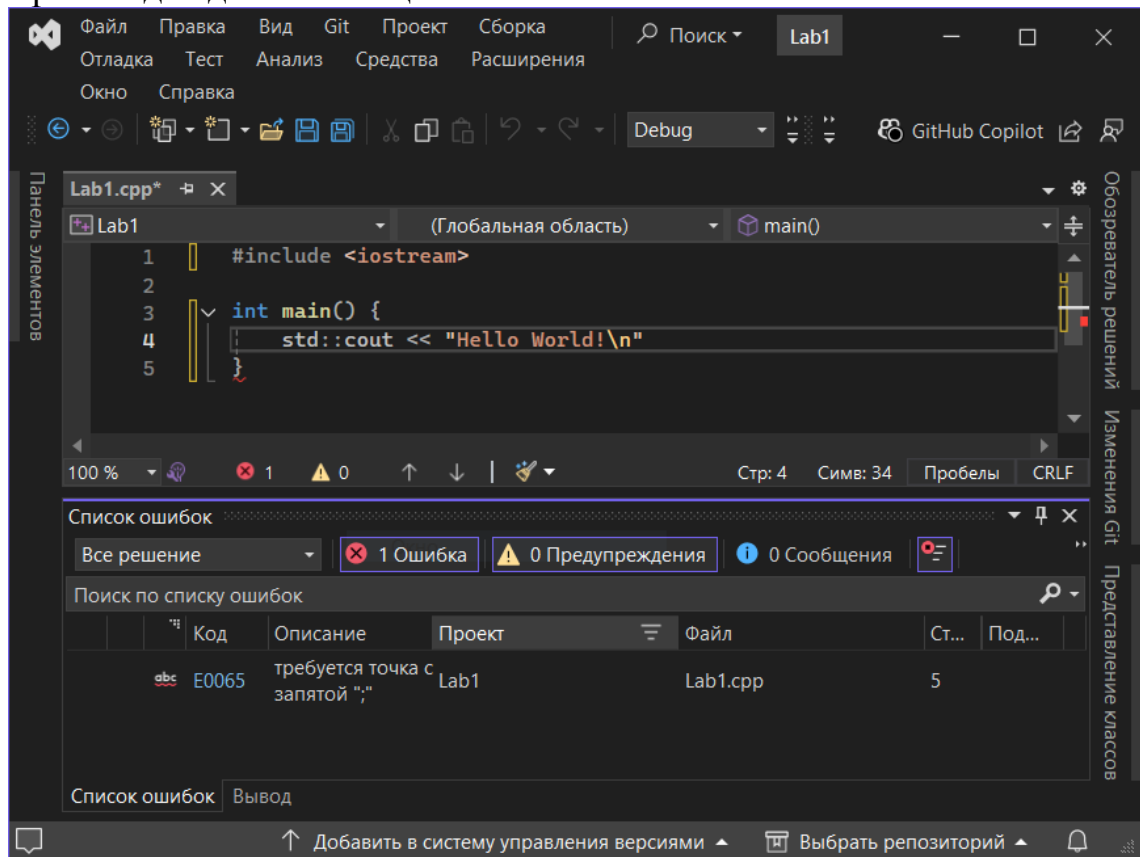 Файл Правка Вид Git Проект Сборка Поиск Lab1
Отладка Тест Анализ Средства Расширения
Окно Справка
Debug GitHub Copilot
Панель элементов
Lab1.cpp*
Lab1 (Глобальная область) main()
1 #include <iostream>
2
3 int main() {
4 std::cout << "Hello World!\n"
5 }
100 % 1 0 Стр: 4 Симв: 34 Пробелы CRLF
Обозреватель решений Изменения Git Представление классов
Список ошибок
Все решение 1 Ошибка 0 Предупреждения 0 Сообщения
Поиск по списку ошибок
Код Описание Проект Файл Ст... Под...
abc E0065 требуется точка с Lab1 Lab1.cpp 5
запятой ";"
Список ошибок Вывод
Добавить в систему управления версиями Выбрать репозиторий